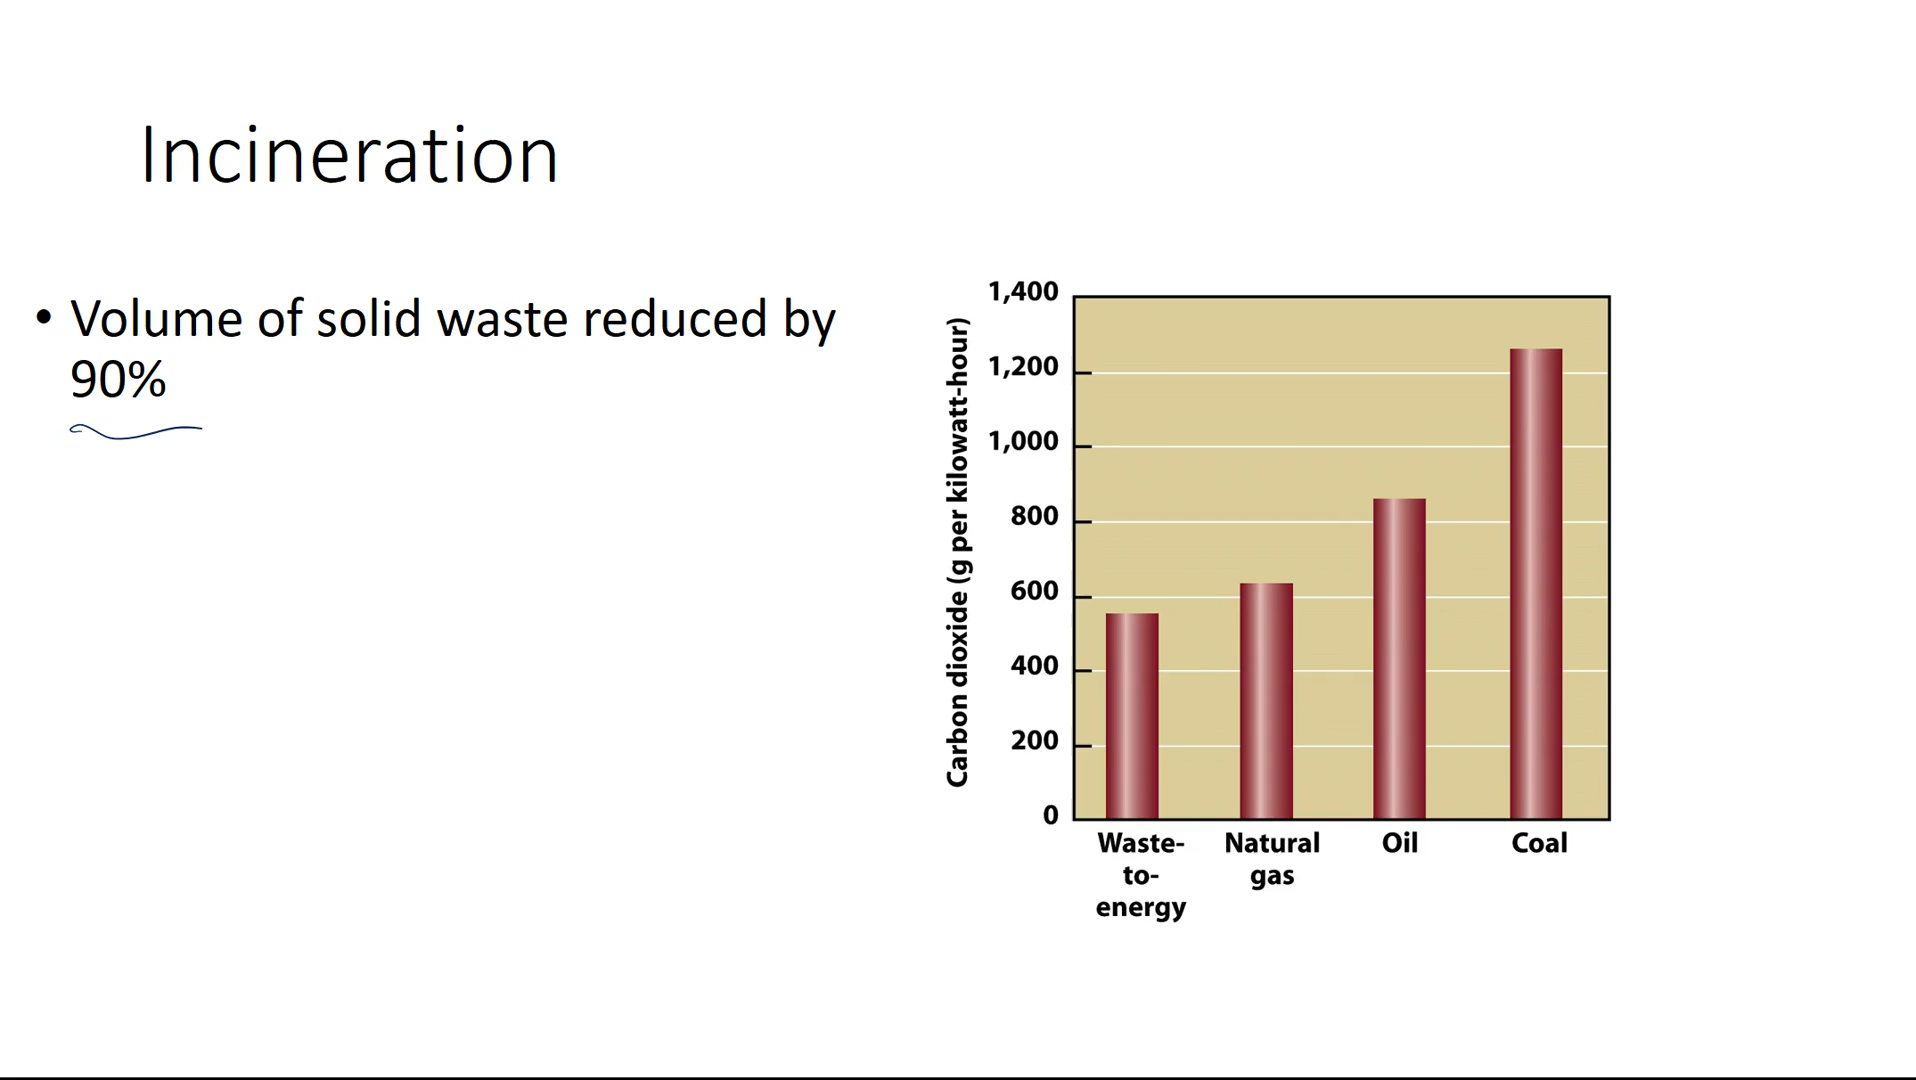 Incineration
• Volume of solid waste reduced by
90%
Carbon dioxide (g per kilowatt-hour)
1,400
1,200
1,000
800
600
400
200
0
Waste-
to-
energy
Natural
gas
Oil
Coal